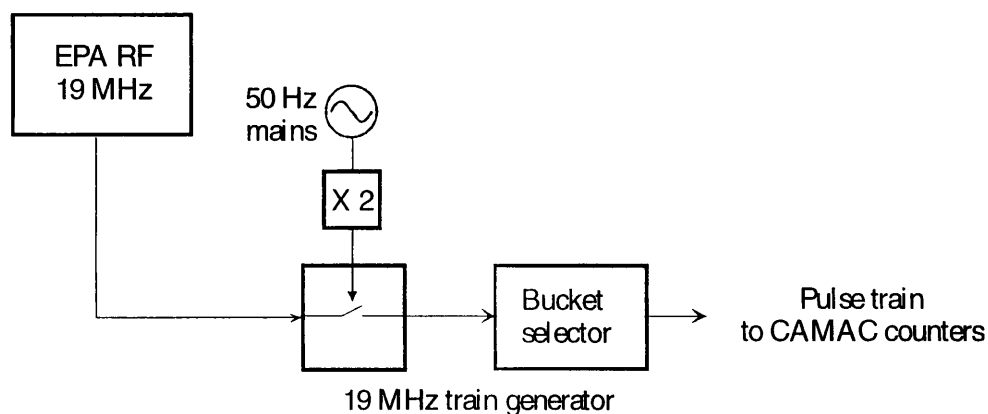 EPA RF
19 MHz
50 Hz
mains
X 2
Bucket
selector
Pulse train
to CAMAC counters
19 MHz train generator